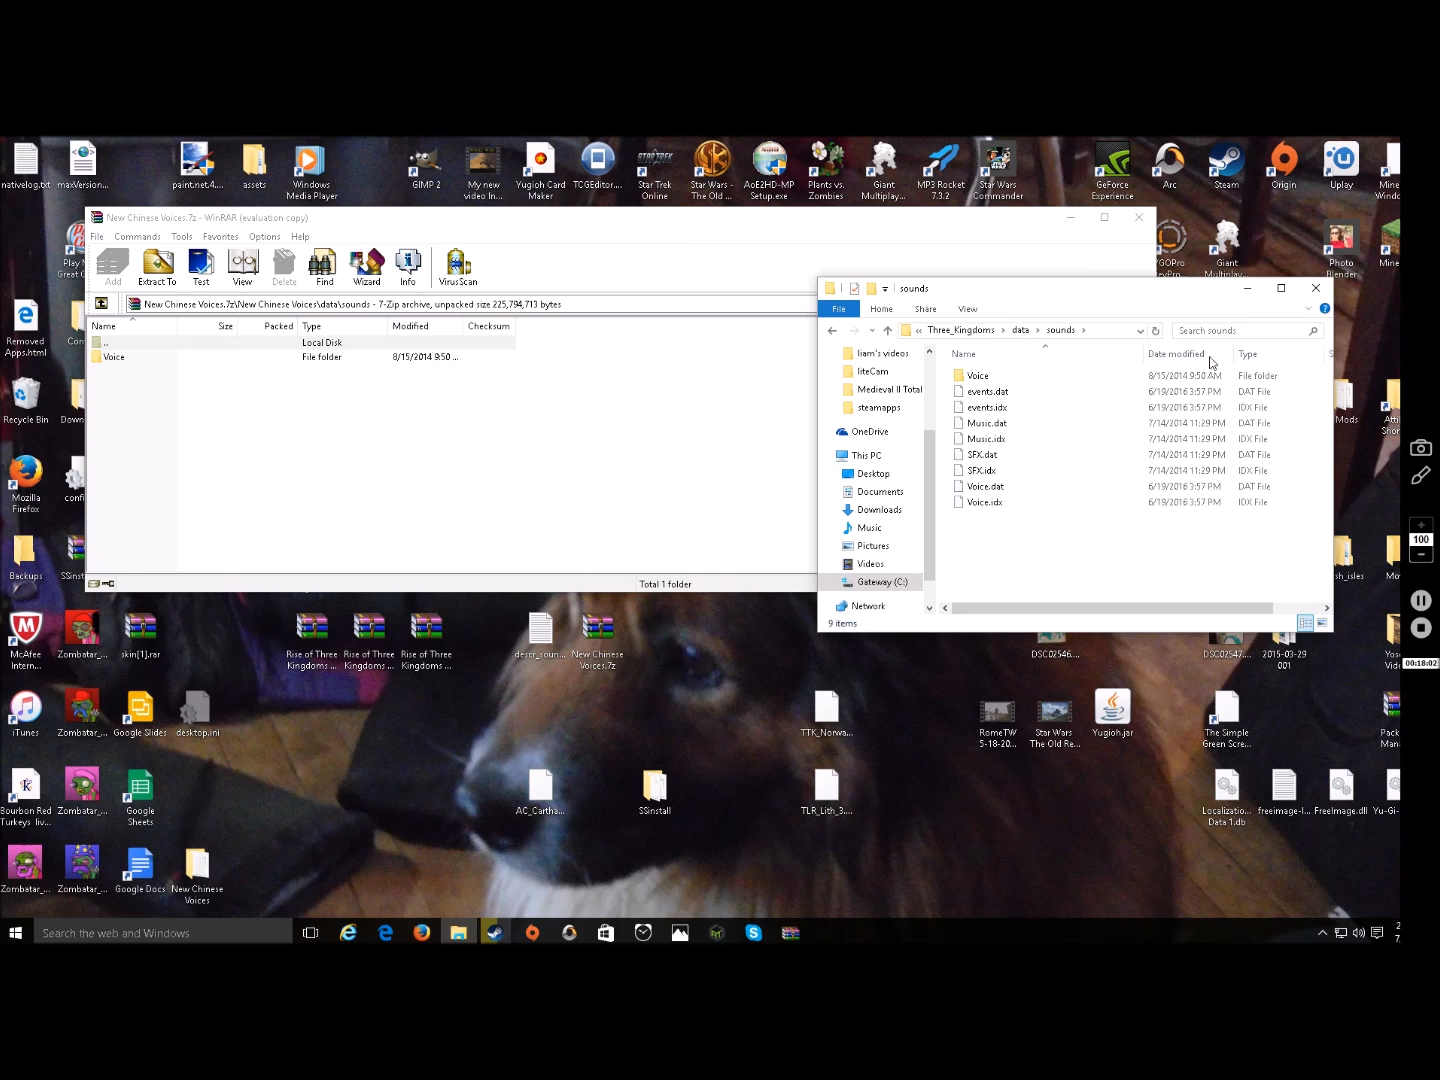 nativelog.txt
maxVersion...
paint.net.4....
assets
Windows
Media Player
GIMP 2
My new
video In...
Yugioh Card
Maker
TCGEditor....
Star Trek
Online
Star Wars -
The Old ...
AoE2HD-MP
Setup.exe
Plants vs.
Zombies
Giant
Multiplay...
MP3 Rocket
7.3.2
Star Wars
Commander
GeForce
Experience
Arc
Steam
Origin
Uplay
New Chinese Voices.7z - WinRAR (evaluation copy)
File Commands Tools Favorites Options Help
Add Extract To Test View Delete Find Wizard Info VirusScan
New Chinese Voices.7z\New Chinese Voices\data\sounds - 7-Zip archive, unpacked size 225,794,713 bytes
Name Size Packed Type Modified Checksum
.. Local Disk
Voice File folder 8/15/2014 9:50 ...
Total 1 folder
Giant
Multiplay...
Photo
Blender
sounds
File Home Share View
« Three_Kingdoms > data > sounds >
Search sounds
liam's videos
liteCam
Medieval II Total
steamapps
OneDrive
This PC
Desktop
Documents
Downloads
Music
Pictures
Videos
Gateway (C:)
Network
Name Date modified Type
Voice 8/15/2014 9:50 AM File folder
events.dat 6/19/2016 3:57 PM DAT File
events.idx 6/19/2016 3:57 PM IDX File
Music.dat 7/14/2014 11:29 PM DAT File
Music.idx 7/14/2014 11:29 PM IDX File
SFX.dat 7/14/2014 11:29 PM DAT File
SFX.idx 7/14/2014 11:29 PM IDX File
Voice.dat 6/19/2016 3:57 PM DAT File
Voice.idx 6/19/2016 3:57 PM IDX File
9 items
Removed
Apps.html
Recycle Bin
Mozilla
Firefox
Backups
Mods
100
00:18:02
McAfee
Intern...
Zombatar_...
skin[1].rar
Rise of Three
Kingdoms ...
Rise of Three
Kingdoms ...
Rise of Three
Kingdoms ...
descr_soun...
New Chinese
Voices.7z
DSC02546....
DSC02547....
2015-03-29
001
iTunes
Zombatar_...
Google Slides
desktop.ini
TTK_Norwa...
RomeTW
5-18-20...
Star Wars
The Old Re...
Yugioh.jar
The Simple
Green Scre...
Bourbon Red
Turkeys liv...
Zombatar_...
Google
Sheets
AC_Cartha...
SSinstall
TLR_Lith_3....
Localizatio...
Data 1.db
freeimage-l...
FreeImage.dll
Yu-Gi-
Zombatar_...
Zombatar_...
Google Docs
New Chinese
Voices
Search the web and Windows